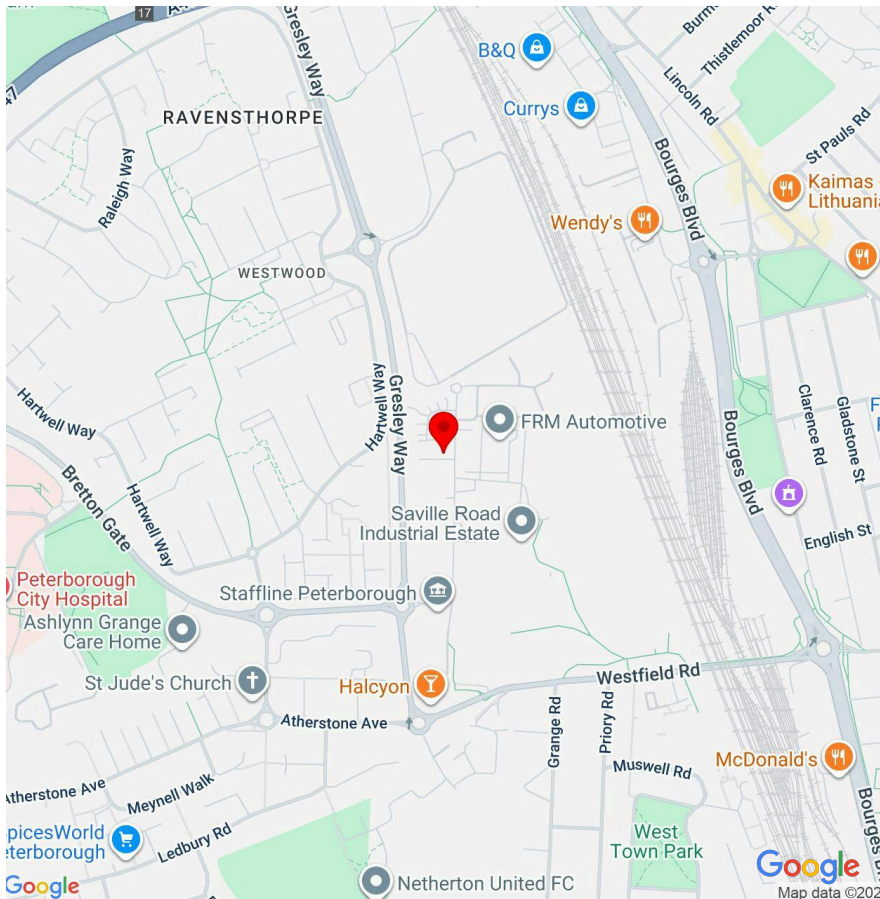 17
Gresley Way
B&Q
Currys
Burm
Thistlemoor R
Lincoln Rd
St Pauls Rd
47
RAVENSTHORPE
Raleigh Way
Bourges Blvd
Kaimas
Lithuania
Wendy's
WESTWOOD
Hartwell Way
Gresley Way
Hartwell Way
FRM Automotive
Bourges Blvd
Clarence Rd
Gladstone St
F
Bretton Gate
Hartwell Way
Saville Road
Industrial Estate
English St
Peterborough
City Hospital
Staffline Peterborough
Ashlynn Grange
Care Home
St Jude's Church
Halcyon
Westfield Rd
Atherstone Ave
Grange Rd
Priory Rd
McDonald's
Muswell Rd
Atherstone Ave
Meynell Walk
Bourges Bl
picesWorld
eterborough
Ledbury Rd
West
Town Park
Netherton United FC
Google
Google
Map data ©202